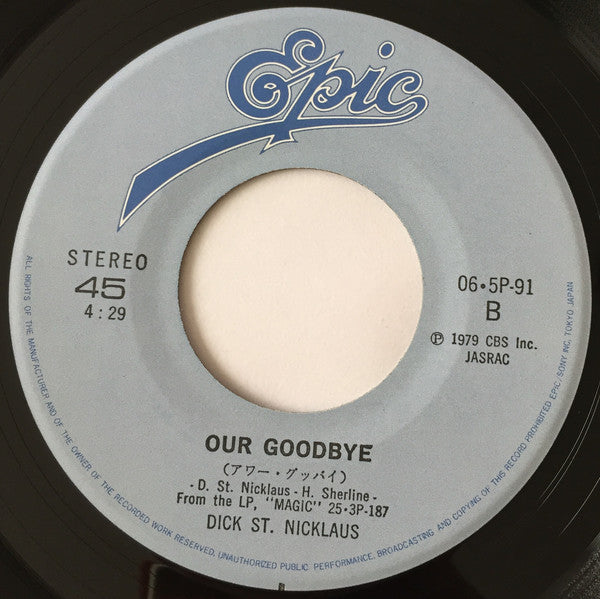 Epic
STEREO
45
4:29
06・5P-91
B
Ⓟ 1979 CBS Inc.
JASRAC
OUR GOODBYE
(アワー・グッバイ)
- D. St. Nicklaus - H. Sherline -
From the LP, "MAGIC" 25・3P-187
DICK ST. NICKLAUS
ALL RIGHTS OF THE MANUFACTURER AND OF THE OWNER OF THE RECORDED WORK RESERVED. UNAUTHORIZED PUBLIC PERFORMANCE, BROADCASTING AND COPYING OF THIS RECORD PROHIBITED EPIC/SONY INC. TOKYO JAPAN